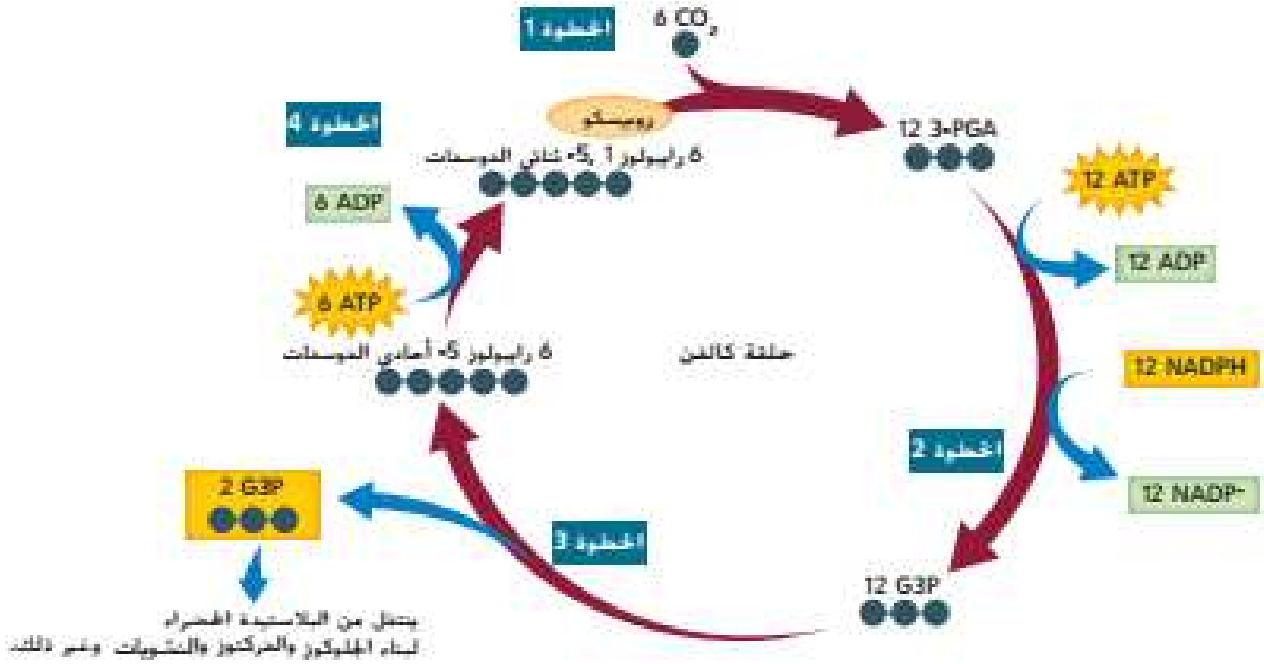 الخطوة 1
6 CO₂
روبيسكو
12 3-PGA
الخطوة 4
6 رايبولوز 1 ,5- ثنائي الفوسفات
12 ATP
6 ADP
12 ADP
6 ATP
6 رايبولوز 5- أحادي الفوسفات
حلقة كالفن
12 NADPH
الخطوة 2
2 G3P
12 NADP-
الخطوة 3
12 G3P
ينتقل من البلاستيدة الخضراء
لبناء الجلوكوز والفركتوز والنشويات وغير ذلك.